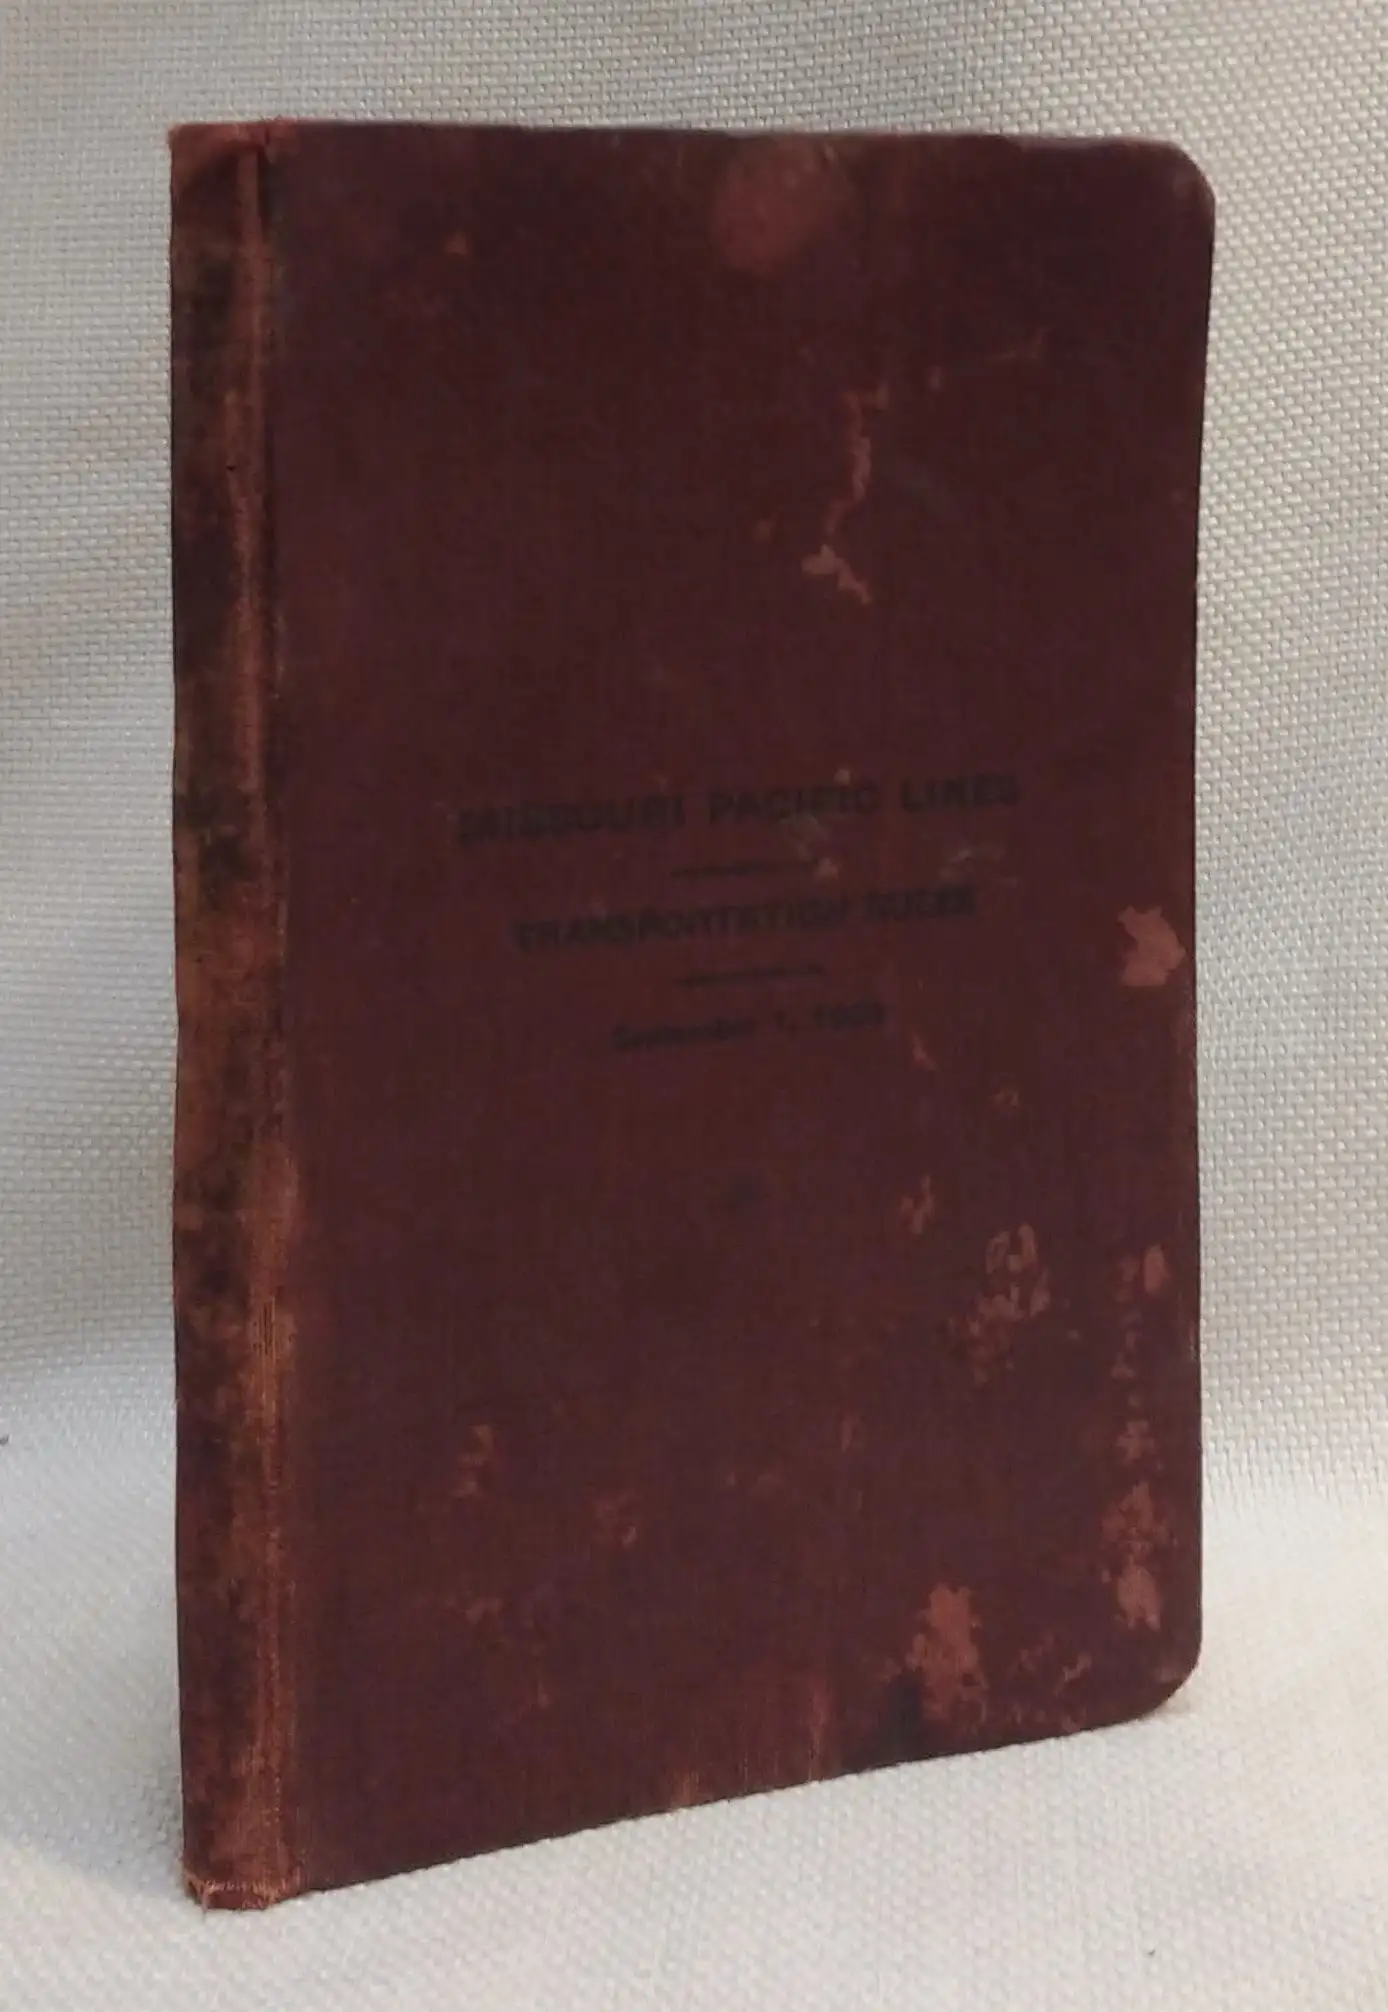 MISSOURI PACIFIC LINES
TRANSPORTATION RULES
September 1,